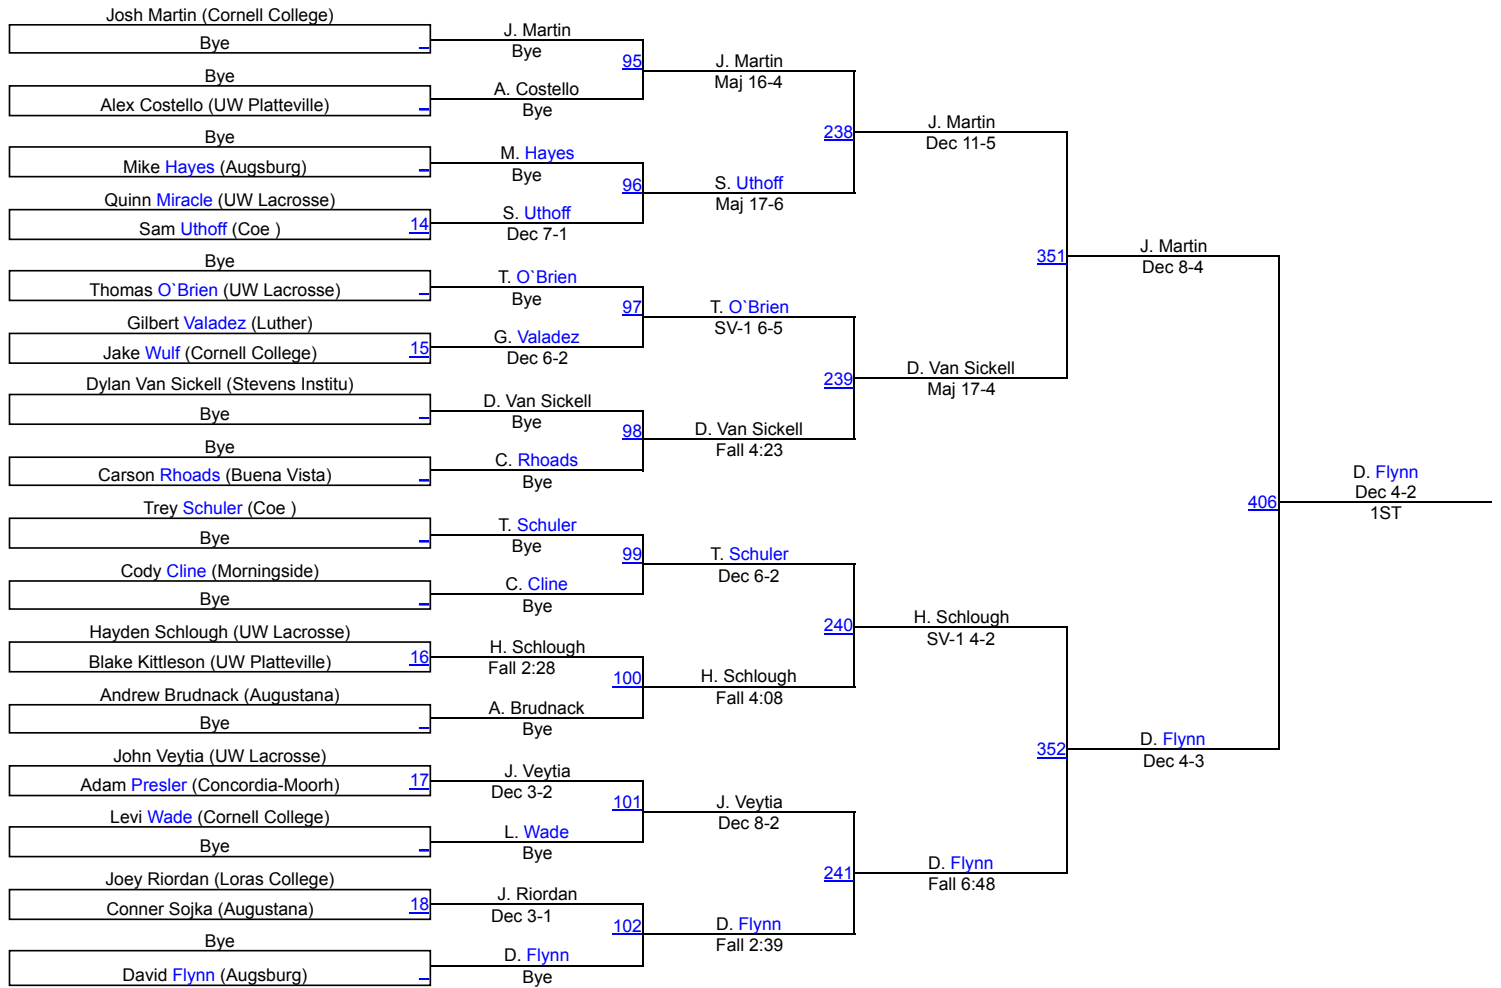 Josh Martin (Cornell College)
Bye
Bye
Alex Costello (UW Platteville)
Bye
Mike Hayes (Augsburg)
Quinn Miracle (UW Lacrosse)
Sam Uthoff (Coe )
14
Bye
Thomas O`Brien (UW Lacrosse)
Gilbert Valadez (Luther)
Jake Wulf (Cornell College)
15
Dylan Van Sickell (Stevens Institu)
Bye
Bye
Carson Rhoads (Buena Vista)
Trey Schuler (Coe )
Bye
Cody Cline (Morningside)
Bye
Hayden Schlough (UW Lacrosse)
Blake Kittleson (UW Platteville)
16
Andrew Brudnack (Augustana)
Bye
John Veytia (UW Lacrosse)
Adam Presler (Concordia-Moorh)
17
Levi Wade (Cornell College)
Bye
Joey Riordan (Loras College)
Conner Sojka (Augustana)
18
Bye
David Flynn (Augsburg)
J. Martin
Bye
95
A. Costello
Bye
M. Hayes
Bye
96
S. Uthoff
Dec 7-1
T. O`Brien
Bye
97
G. Valadez
Dec 6-2
D. Van Sickell
Bye
98
C. Rhoads
Bye
T. Schuler
Bye
99
C. Cline
Bye
H. Schlough
Fall 2:28
100
A. Brudnack
Bye
J. Veytia
Dec 3-2
101
L. Wade
Bye
J. Riordan
Dec 3-1
102
D. Flynn
Bye
J. Martin
Maj 16-4
238
S. Uthoff
Maj 17-6
T. O`Brien
SV-1 6-5
239
D. Van Sickell
Fall 4:23
T. Schuler
Dec 6-2
240
H. Schlough
Fall 4:08
J. Veytia
Dec 8-2
241
D. Flynn
Fall 2:39
J. Martin
Dec 11-5
351
D. Van Sickell
Maj 17-4
H. Schlough
SV-1 4-2
352
D. Flynn
Fall 6:48
J. Martin
Dec 8-4
406
D. Flynn
Dec 4-3
D. Flynn
Dec 4-2
1ST